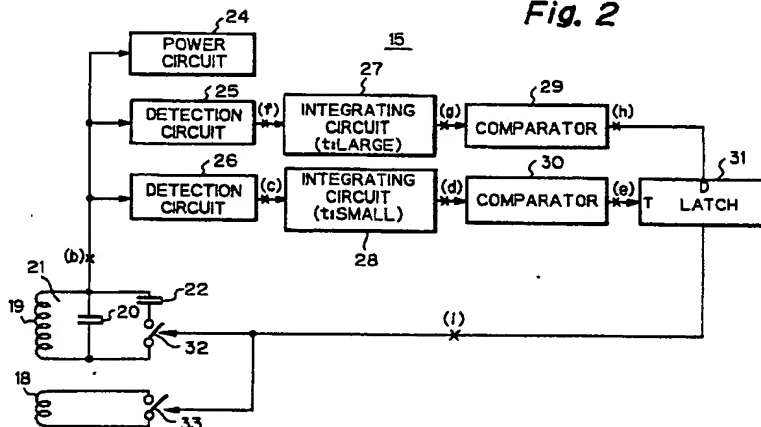 Fig. 2
15
24
POWER
CIRCUIT
25
DETECTION
CIRCUIT
(f)
27
INTEGRATING
CIRCUIT
(t:LARGE)
(g)
29
COMPARATOR
(h)
26
DETECTION
CIRCUIT
(c)
INTEGRATING
CIRCUIT
(t:SMALL)
28
(d)
30
COMPARATOR
(e)
31
D
T LATCH
(b)
21
19
20
22
32
(i)
18
33